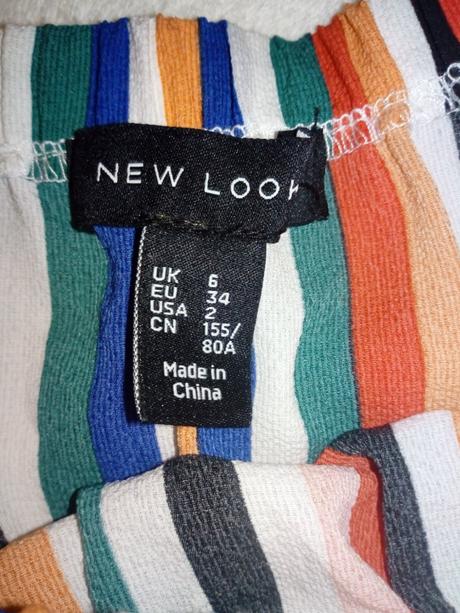 NEW LOOK
UK 6
EU 34
USA 2
CN 155/
80A
Made in
China